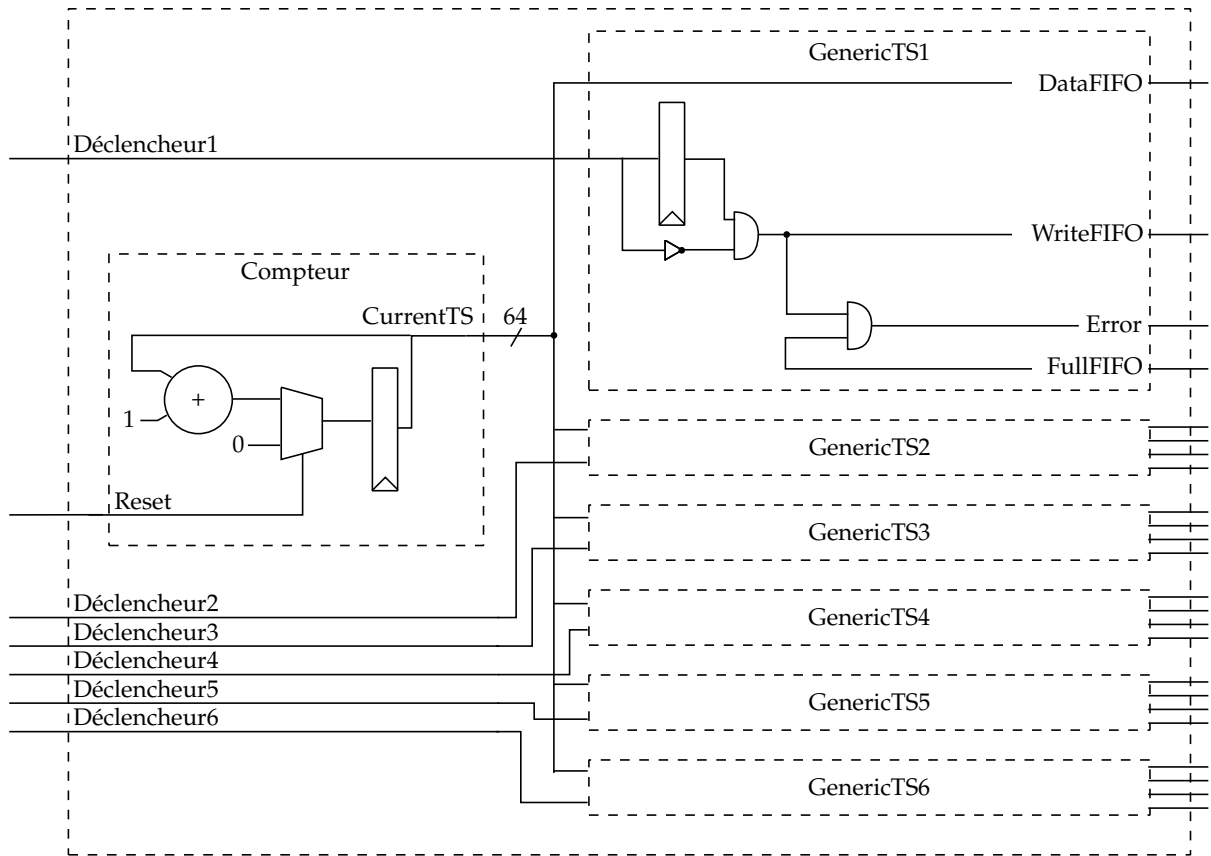 GenericTS1
DataFIFO
Déclencheur1
WriteFIFO
Compteur
CurrentTS
64
Error
FullFIFO
+
1
0
GenericTS2
Reset
GenericTS3
Déclencheur2
GenericTS4
Déclencheur3
Déclencheur4
Déclencheur5
GenericTS5
Déclencheur6
GenericTS6